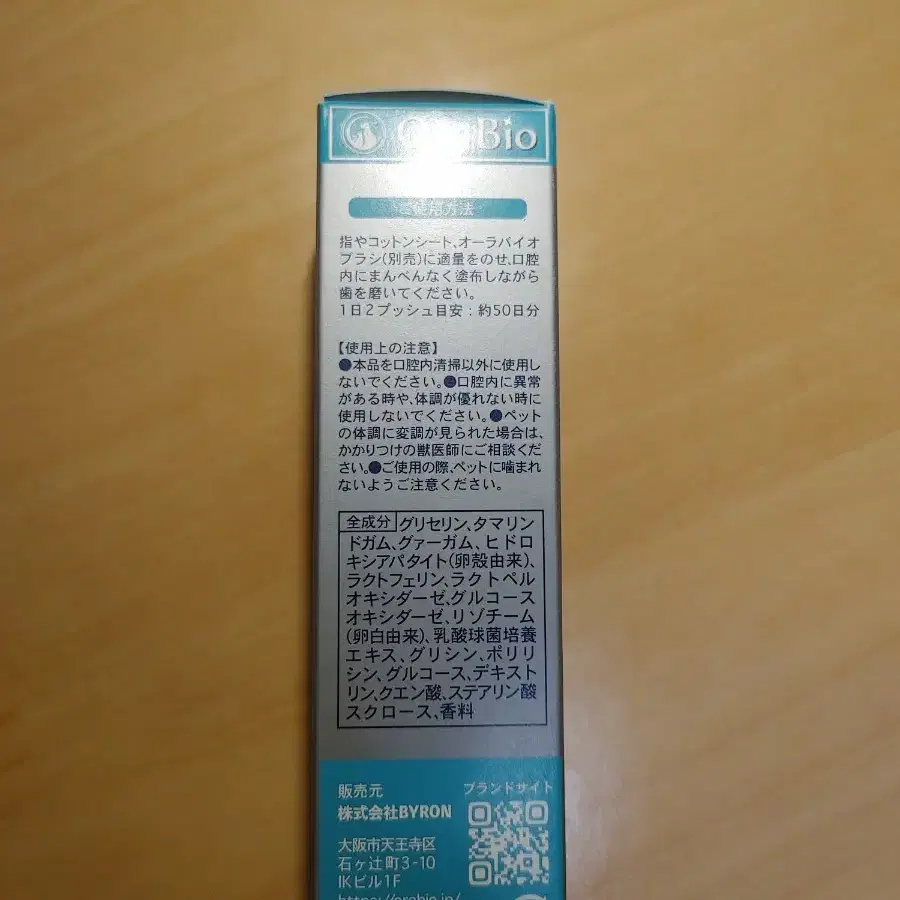 OraBio
ご使用方法
指やコットンシート、オーラバイオ
ブラシ(別売)に適量をのせ、口腔
内にまんべんなく塗布しながら
歯を磨いてください。
1日2プッシュ目安：約50日分
【使用上の注意】
●本品を口腔内清掃以外に使用し
ないでください。●口腔内に異常
がある時や、体調が優れない時に
使用しないでください。●ペット
の体調に変調が見られた場合は、
かかりつけの獣医師にご相談くだ
さい。●ご使用の際、ペットに噛まれ
ないようご注意ください。
全成分 グリセリン、タマリン
ドガム、グァーガム、ヒドロ
キシアパタイト(卵殻由来)、
ラクトフェリン、ラクトペル
オキシダーゼ、グルコース
オキシダーゼ、リゾチーム
(卵白由来)、乳酸球菌培養
エキス、グリシン、ポリリ
シン、グルコース、デキスト
リン、クエン酸、ステアリン酸
スクロース、香料
販売元
株式会社BYRON
大阪市天王寺区
石ヶ辻町3-10
IKビル1F
https://orabio.jp/
ブランドサイト